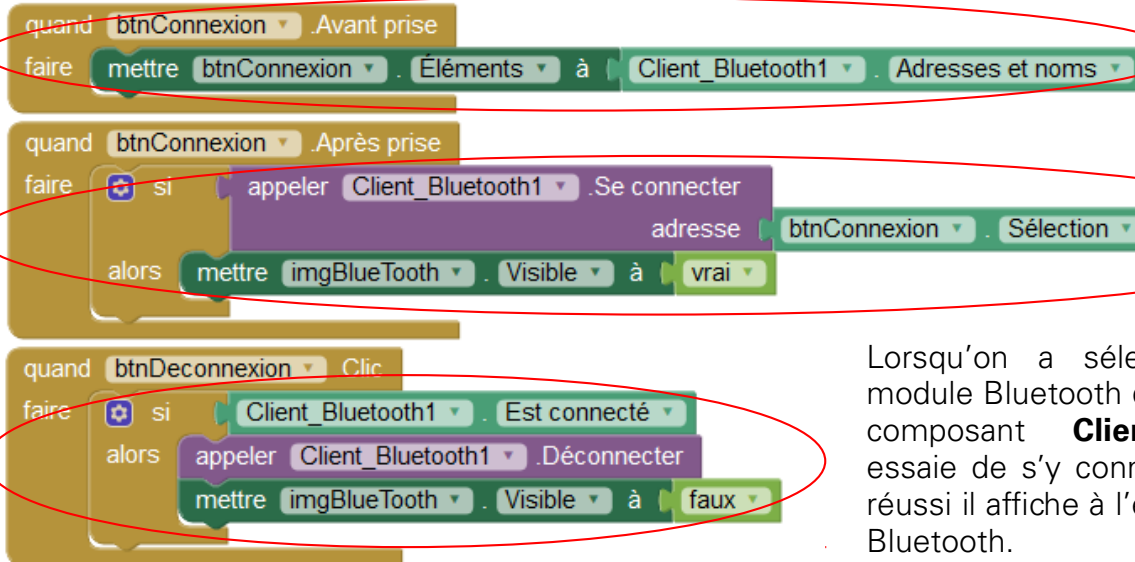 quand btnConnexion .Avant prise
faire mettre btnConnexion . Éléments à Client_Bluetooth1 . Adresses et noms
quand btnConnexion .Après prise
faire si appeler Client_Bluetooth1 .Se connecter
adresse btnConnexion . Sélection
alors mettre imgBlueTooth . Visible à vrai
quand btnDeconnexion Clic
faire si Client_Bluetooth1 . Est connecté
alors appeler Client_Bluetooth1 .Déconnecter
mettre imgBlueTooth . Visible à faux
Lorsqu'on a
module Bluetooth
composant
essaie de s'y
réussi il affiche à
Bluetooth.